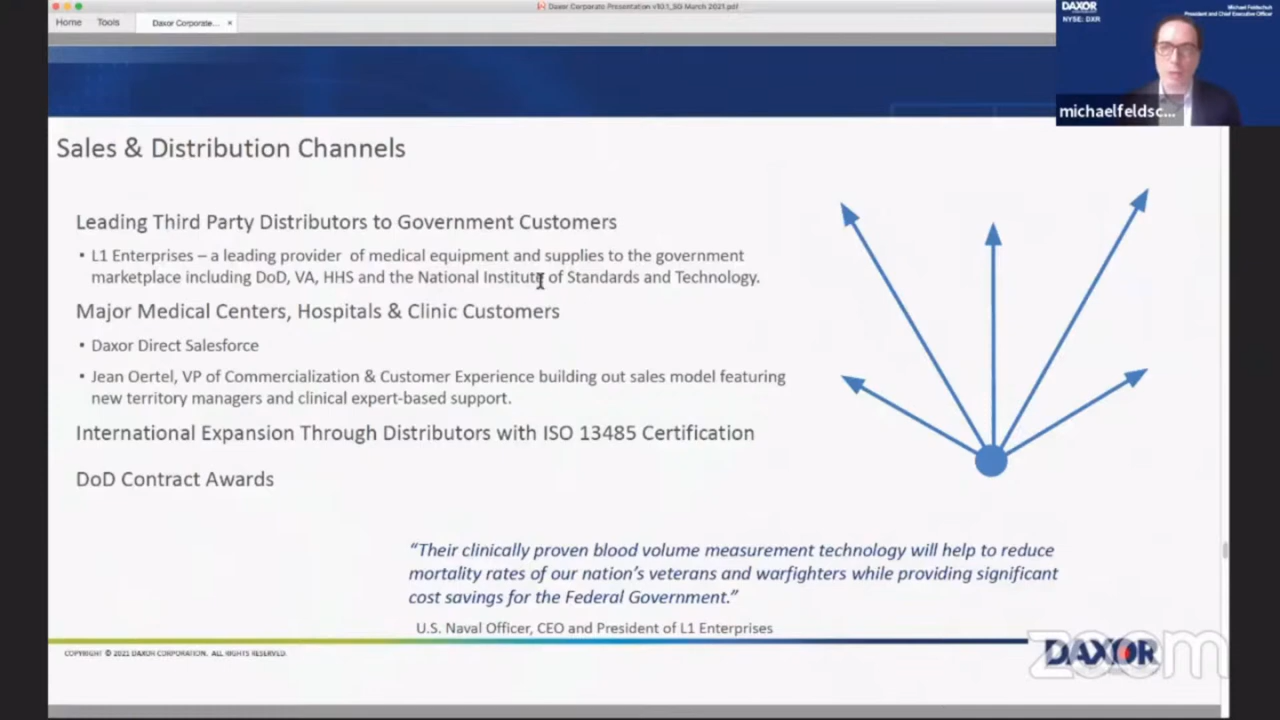 Daxor Corporate Presentation v10.1_SG March 2021.pdf
Home Tools Daxor Corporate... ×
DAXOR
NYSE: DXR
Michael Feldschuh
President and Chief Executive Officer
michaelfeldsc...
Sales & Distribution Channels
Leading Third Party Distributors to Government Customers
• L1 Enterprises – a leading provider of medical equipment and supplies to the government
marketplace including DoD, VA, HHS and the National Institute of Standards and Technology.
Major Medical Centers, Hospitals & Clinic Customers
• Daxor Direct Salesforce
• Jean Oertel, VP of Commercialization & Customer Experience building out sales model featuring
new territory managers and clinical expert-based support.
International Expansion Through Distributors with ISO 13485 Certification
DoD Contract Awards
“Their clinically proven blood volume measurement technology will help to reduce
mortality rates of our nation’s veterans and warfighters while providing significant
cost savings for the Federal Government.”
U.S. Naval Officer, CEO and President of L1 Enterprises
COPYRIGHT © 2021 DAXOR CORPORATION. ALL RIGHTS RESERVED.
DAXOR
zoom